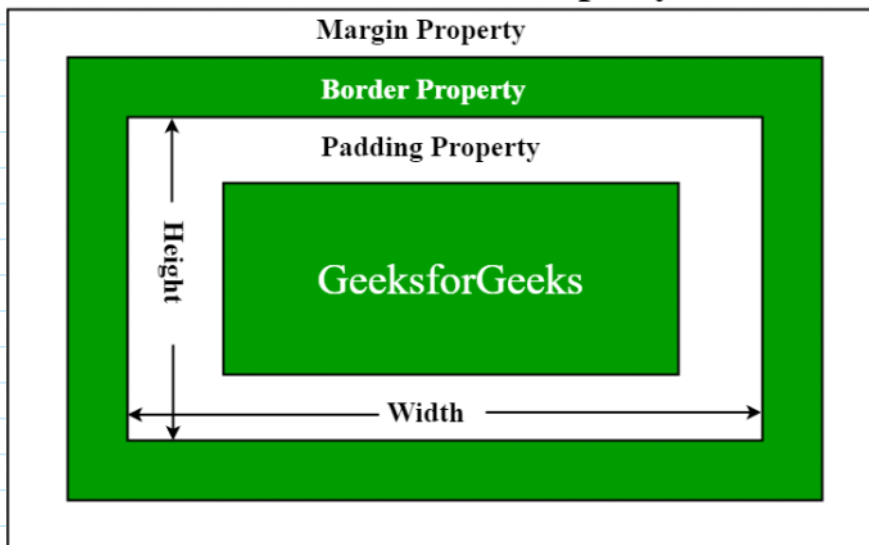 Margin Property
Border Property
Padding Property
Height
GeeksforGeeks
Width